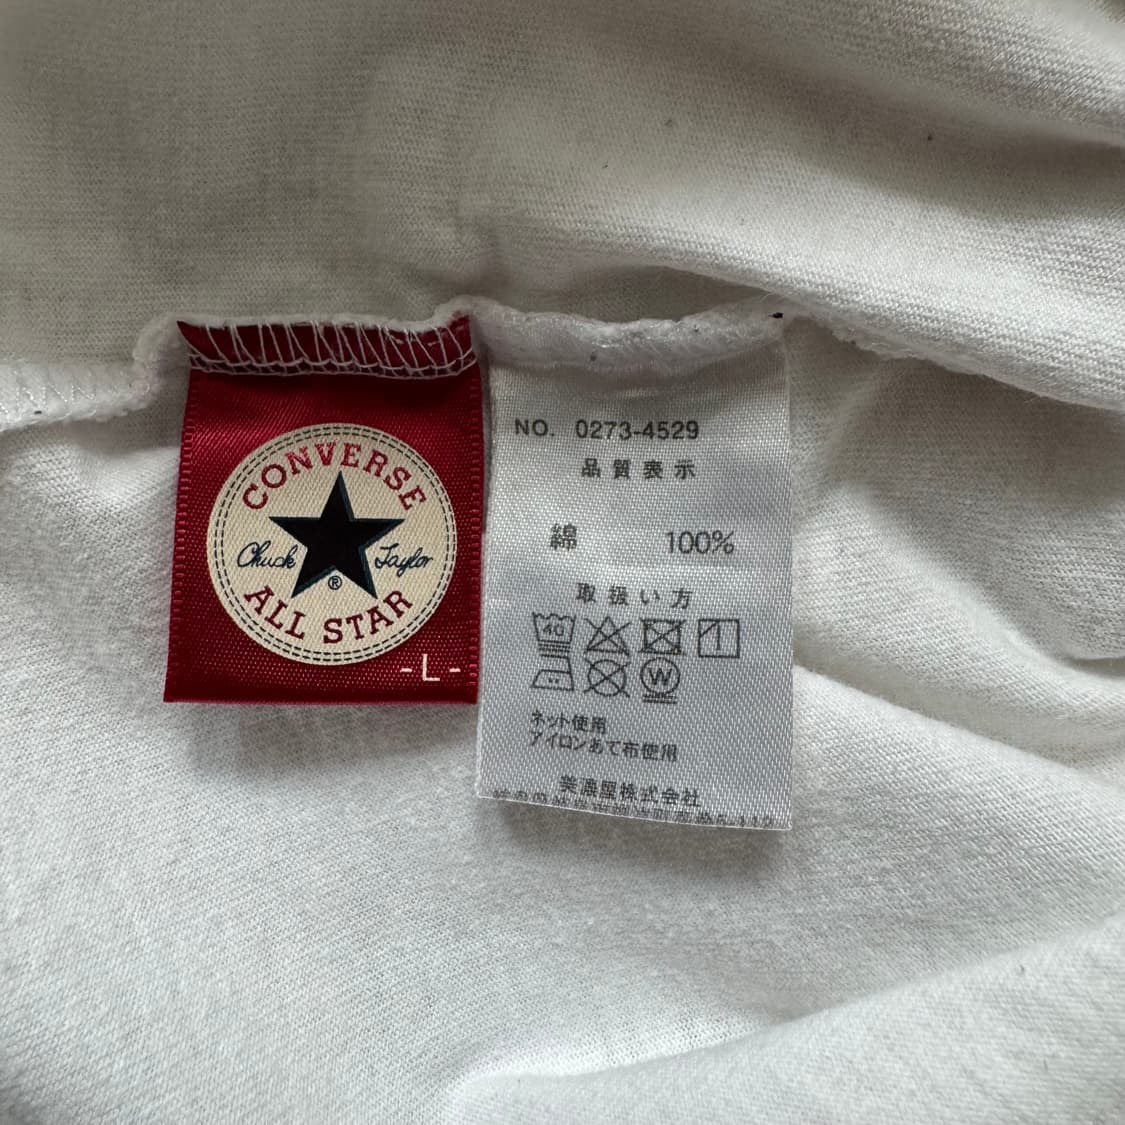 CONVERSE
Chuck Taylor
®
ALL STAR
-L-
NO. 0273-4529
品質表示
綿 100%
取扱い方
40
W
ネット使用
アイロンあて布使用
美濃屋株式会社